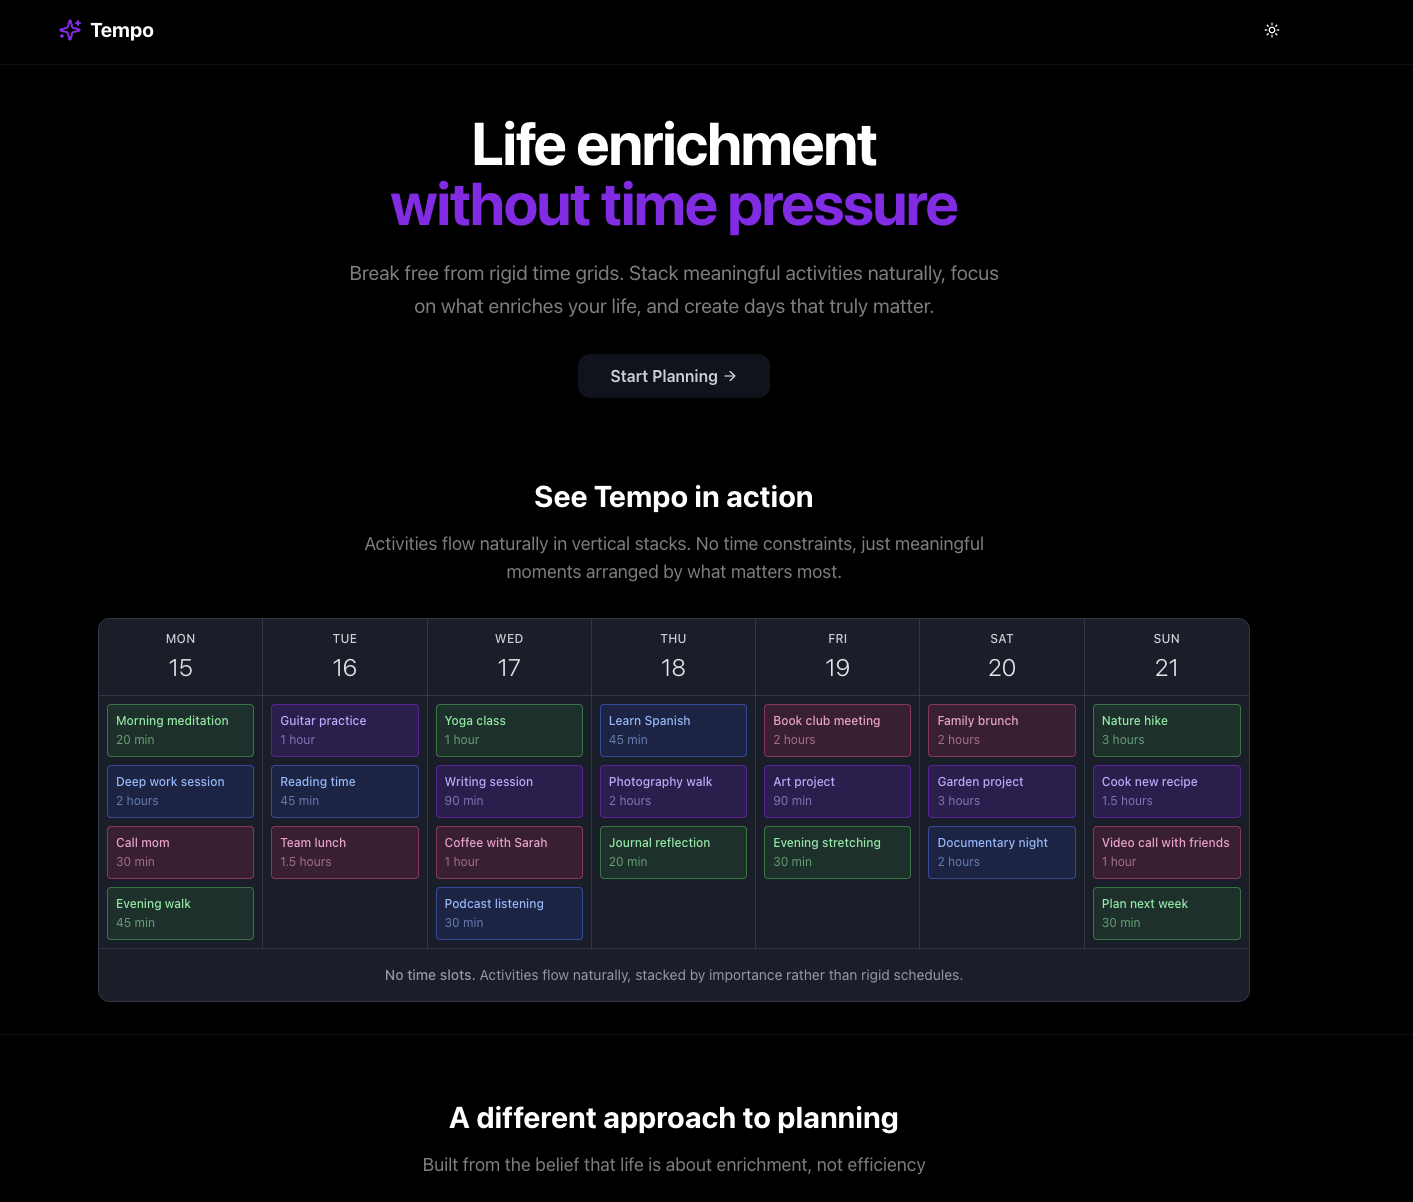 Tempo
Life enrichment
without time pressure
Break free from rigid time grids. Stack meaningful activities naturally, focus
on what enriches your life, and create days that truly matter.
Start Planning →
See Tempo in action
Activities flow naturally in vertical stacks. No time constraints, just meaningful
moments arranged by what matters most.
MON
15
Morning meditation
20 min
Deep work session
2 hours
Call mom
30 min
Evening walk
45 min
TUE
16
Guitar practice
1 hour
Reading time
45 min
Team lunch
1.5 hours
WED
17
Yoga class
1 hour
Writing session
90 min
Coffee with Sarah
1 hour
Podcast listening
30 min
THU
18
Learn Spanish
45 min
Photography walk
2 hours
Journal reflection
20 min
FRI
19
Book club meeting
2 hours
Art project
90 min
Evening stretching
30 min
SAT
20
Family brunch
2 hours
Garden project
3 hours
Documentary night
2 hours
SUN
21
Nature hike
3 hours
Cook new recipe
1.5 hours
Video call with friends
1 hour
Plan next week
30 min
No time slots. Activities flow naturally, stacked by importance rather than rigid schedules.
A different approach to planning
Built from the belief that life is about enrichment, not efficiency